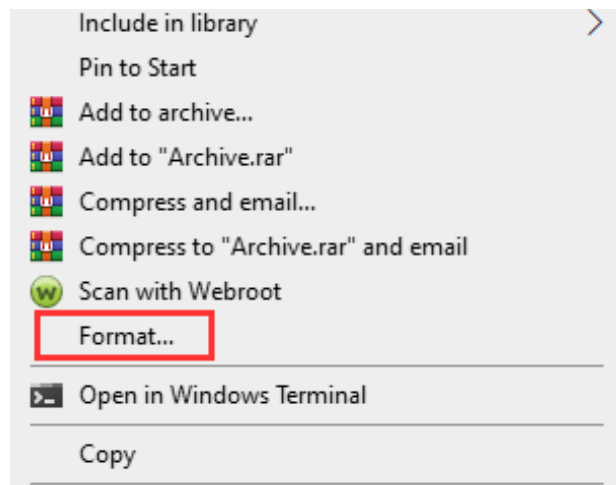 Include in library
Pin to Start
Add to archive...
Add to "Archive.rar"
Compress and email...
Compress to "Archive.rar" and email
Scan with Webroot
Format...
Open in Windows Terminal
Copy